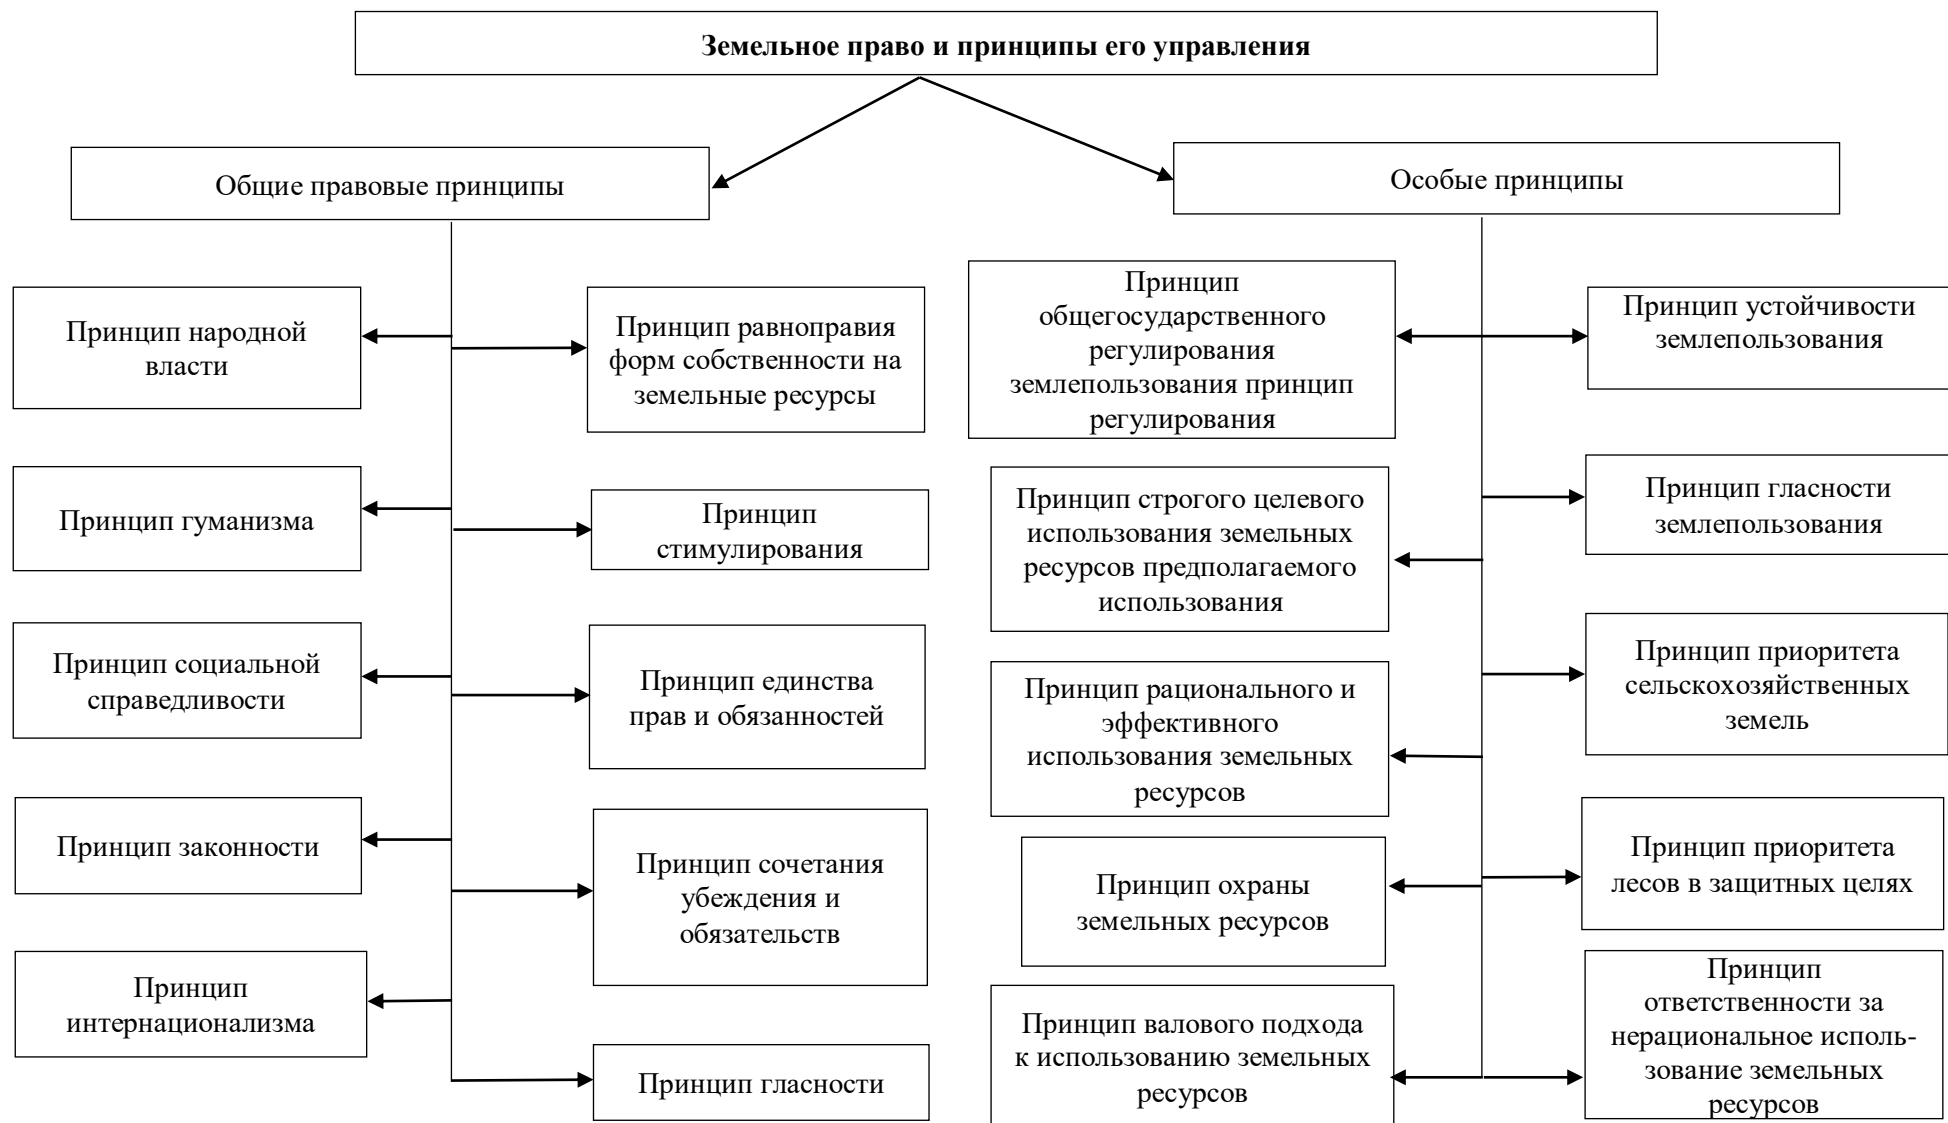 Земельное право и принципы его управления
Общие правовые принципы
Особые принципы
Принцип народной
власти
Принцип равноправия
форм собственности на
земельные ресурсы
Принцип гуманизма
Принцип
стимулирования
Принцип социальной
справедливости
Принцип единства
прав и обязанностей
Принцип законности
Принцип сочетания
убеждения и
обязательств
Принцип
интернационализма
Принцип гласности
Принцип
общегосударственного
регулирования
землепользования принцип
регулирования
Принцип устойчивости
землепользования
Принцип строгого целевого
использования земельных
ресурсов предполагаемого
использования
Принцип гласности
землепользования
Принцип рационального и
эффективного
использования земельных
ресурсов
Принцип приоритета
сельскохозяйственных
земель
Принцип охраны
земельных ресурсов
Принцип приоритета
лесов в защитных целях
Принцип валового подхода
к использованию земельных
ресурсов
Принцип
ответственности за
нерациональное исполь-
зование земельных
ресурсов